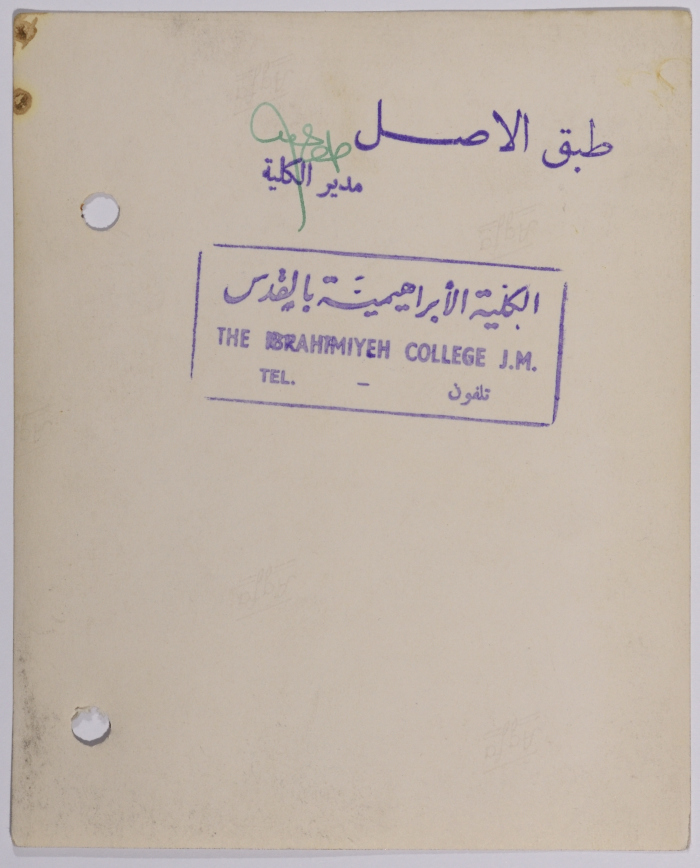 طبق الاصل
مدير الكلية
الكلية الأبراهيمية بالقدس
THE IBRAHIMIYEH COLLEGE J.M.
TEL. – تلفون